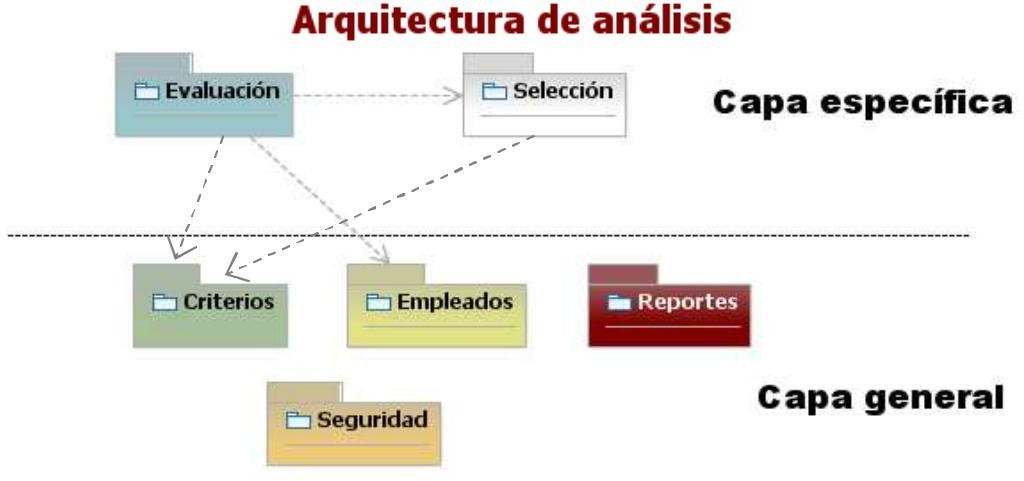 Arquitectura de análisis
Evaluación
Selección
Capa específica
Criterios
Empleados
Reportes
Capa general
Seguridad